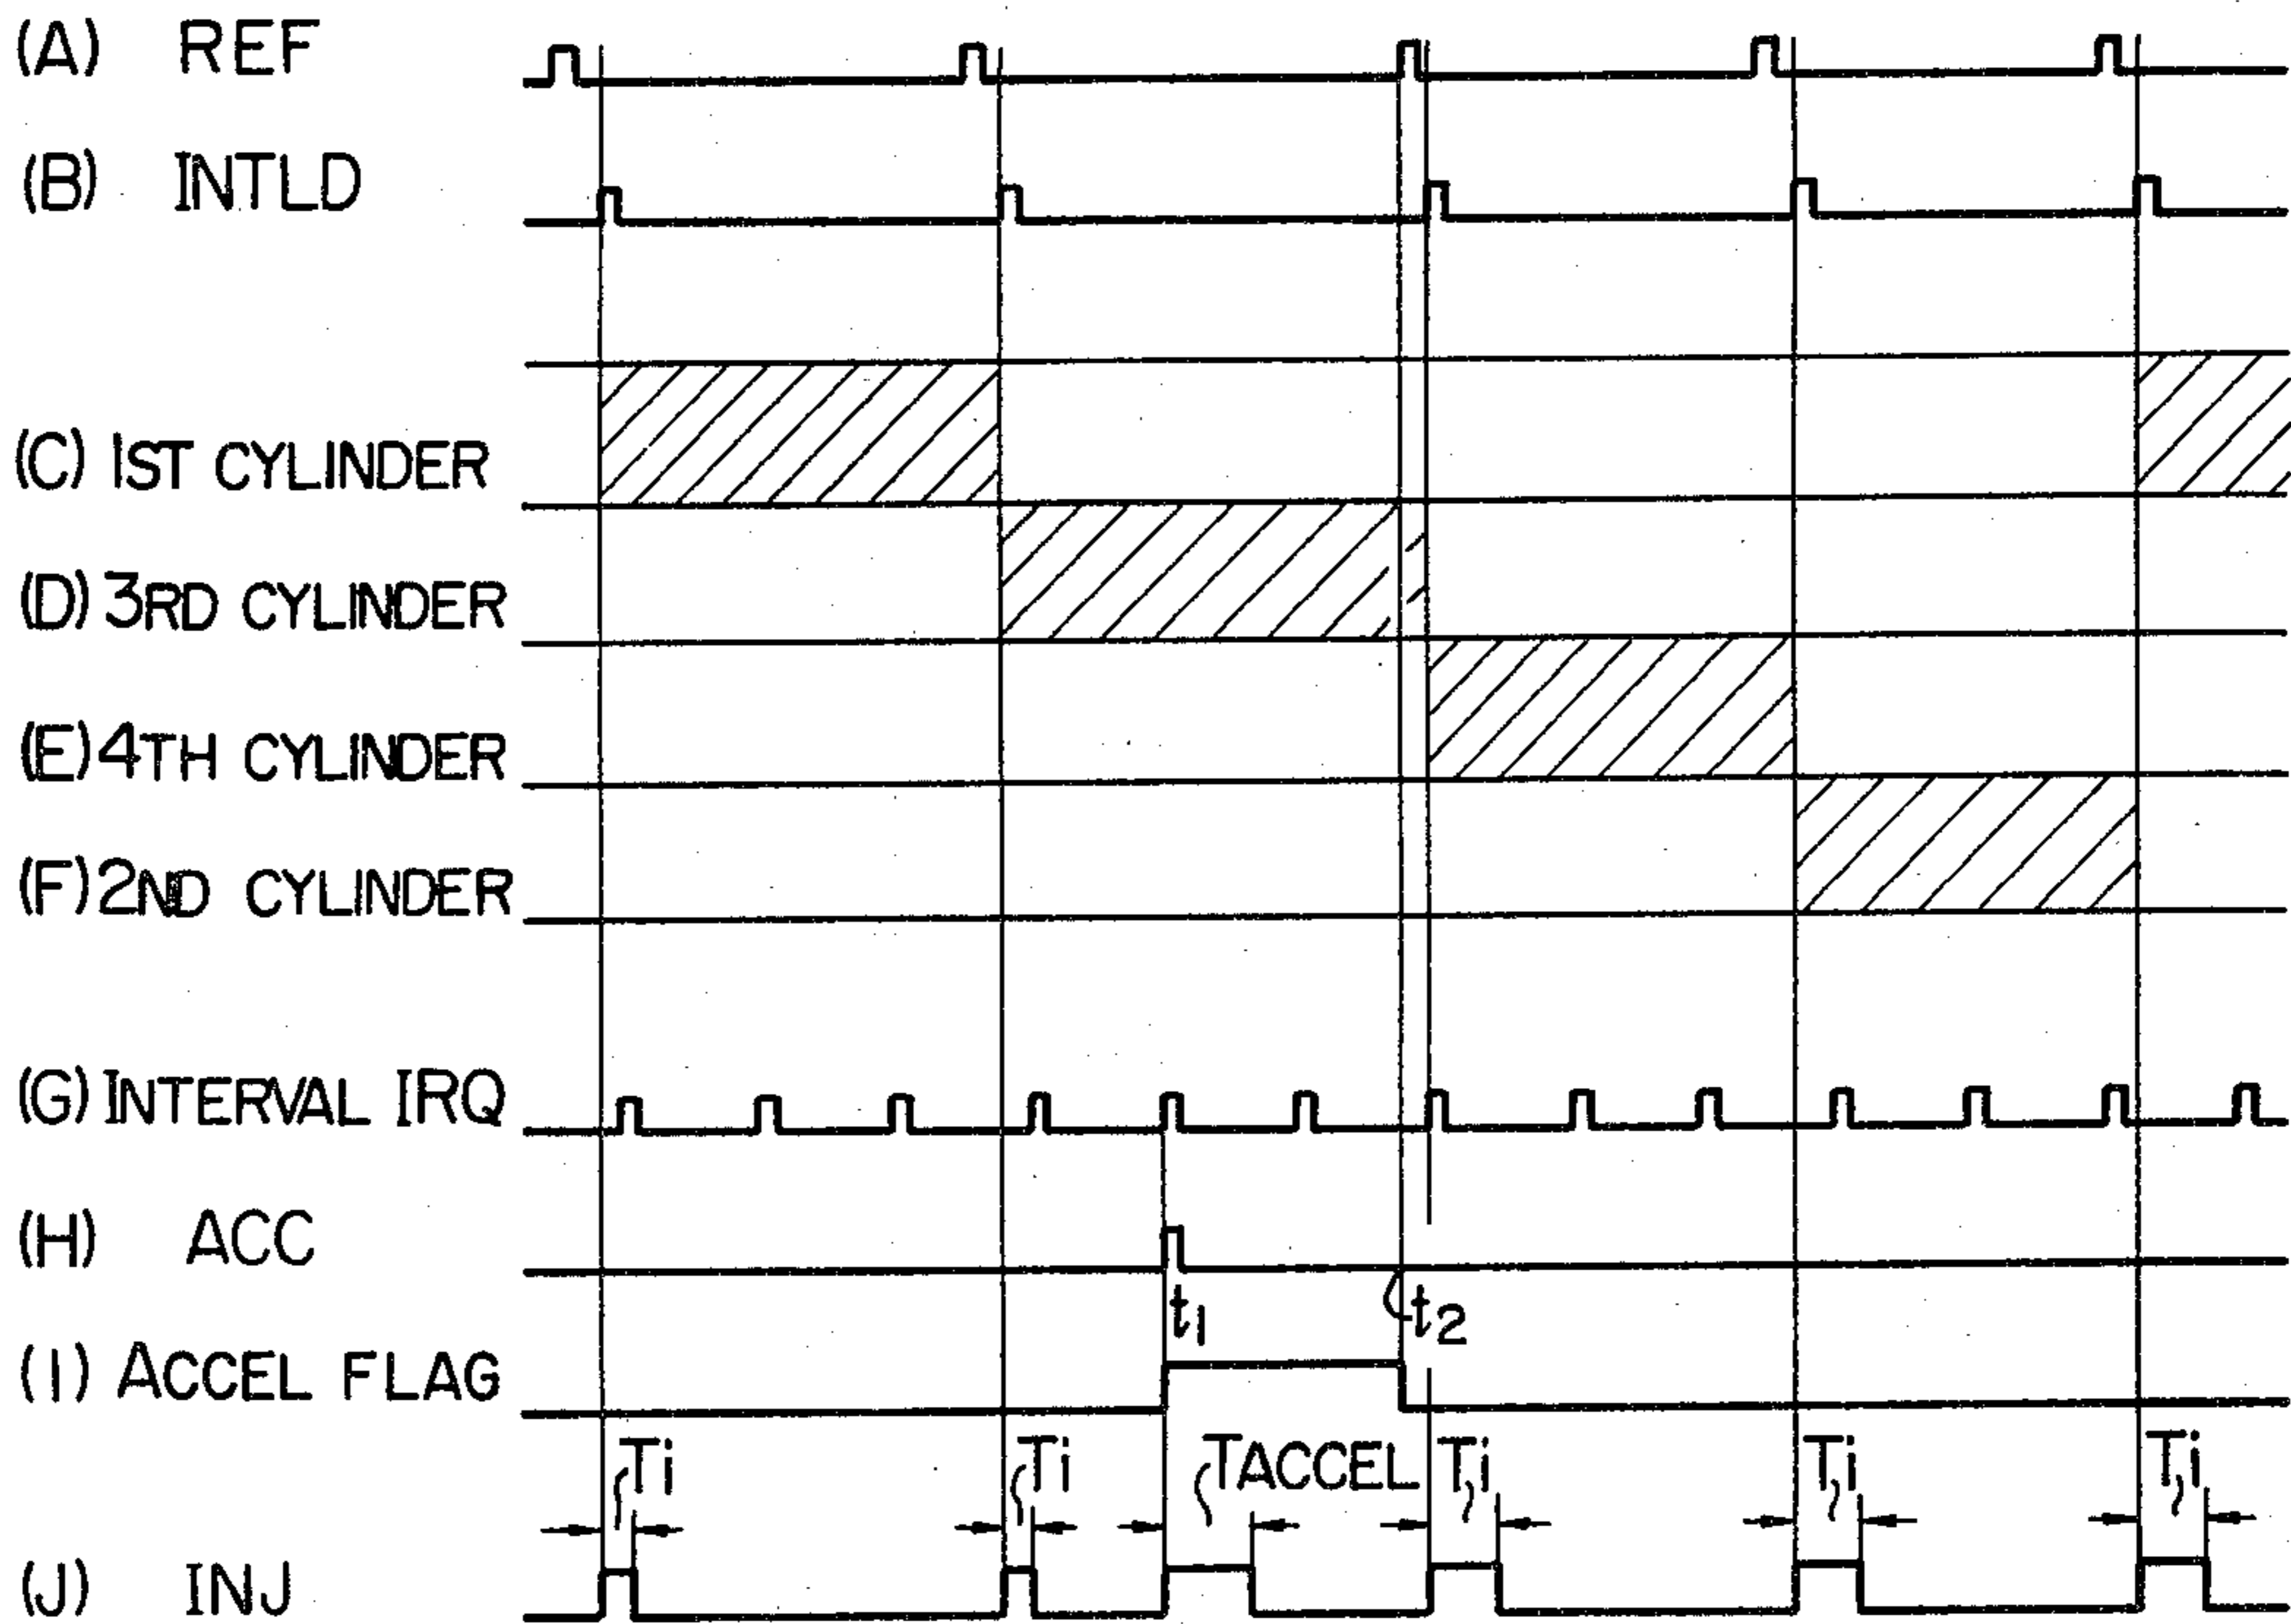 (A) REF
(B) INTLD
(C) 1ST CYLINDER
(D) 3RD CYLINDER
(E) 4TH CYLINDER
(F) 2ND CYLINDER
(G) INTERVAL IRQ
(H) ACC
t1 t2
(I) ACCEL FLAG
Ti Ti TACCEL Ti Ti Ti
(J) INJ